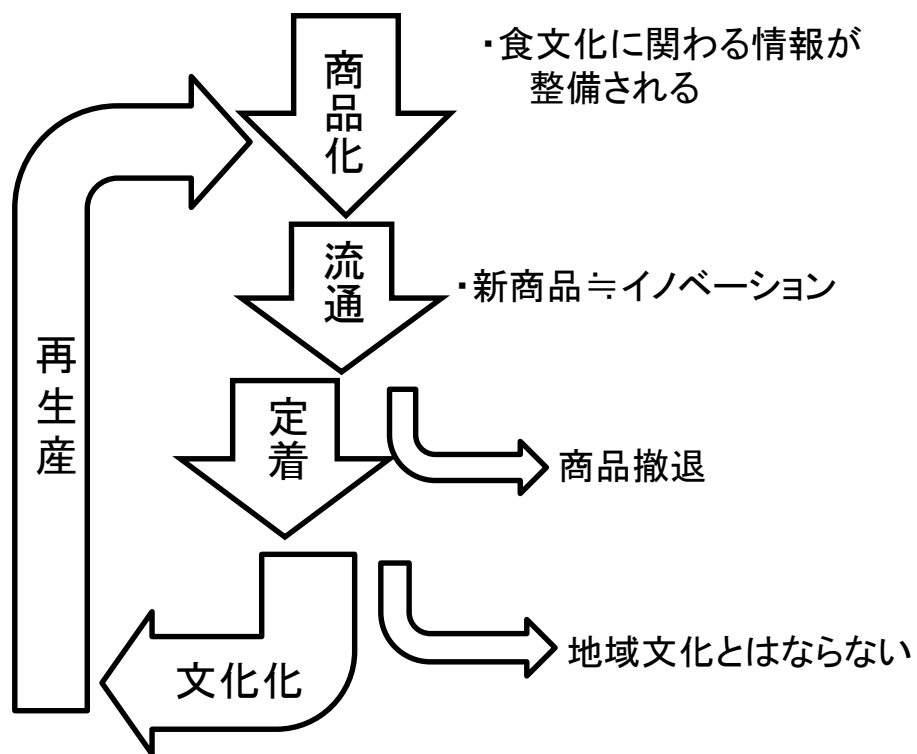 商品化
・食文化に関わる情報が
整備される
流通
・新商品≒イノベーション
再生産
定着
商品撤退
文化化
地域文化とはならない